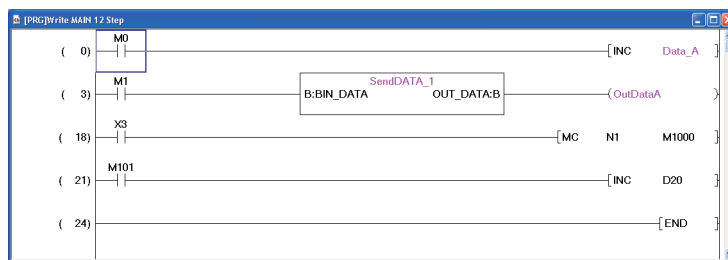 [PRG]Write MAIN 12 Step
M0
( 0) INC Data_A
SendDATA_1
M1
( 3) B:BIN_DATA OUT_DATA:B OutDataA
X3
( 18) MC N1 M1000
M101
( 21) INC D20
( 24) END